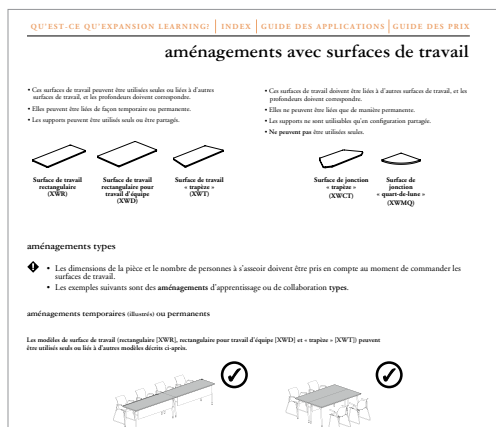 QU'EST-CE QU'EXPANSION LEARNING? | INDEX | GUIDE DES APPLICATIONS | GUIDE DES PRIX
aménagements avec surfaces de travail
• Ces surfaces de travail peuvent être utilisées seules ou liées à d'autres
surfaces de travail, et les profondeurs doivent correspondre.
• Elles peuvent être liées de façon temporaire ou permanente.
• Les supports peuvent être utilisés seuls ou être partagés.
• Ces surfaces de travail doivent être liées à d'autres surfaces de travail, et les
profondeurs doivent correspondre.
• Elles ne peuvent être liées que de manière permanente.
• Les supports ne sont utilisables qu'en configuration partagée.
• Ne peuvent pas être utilisées seules.
Surface de travail
rectangulaire
(XWR)
Surface de travail
rectangulaire pour
travail d'équipe
(XWD)
Surface de travail
« trapèze »
(XWT)
Surface de jonction
« trapèze »
(XWCT)
Surface de
jonction
« quart-de-lune »
(XWMQ)
aménagements types
• Les dimensions de la pièce et le nombre de personnes à s'asseoir doivent être pris en compte au moment de commander les
surfaces de travail.
• Les exemples suivants sont des aménagements d'apprentissage ou de collaboration types.
aménagements temporaires (illustrés) ou permanents
Les modèles de surface de travail (rectangulaire [XWR], rectangulaire pour travail d'équipe [XWD] et « trapèze » [XWT]) peuvent
être utilisés seuls ou liés à d'autres modèles décrits ci-après.